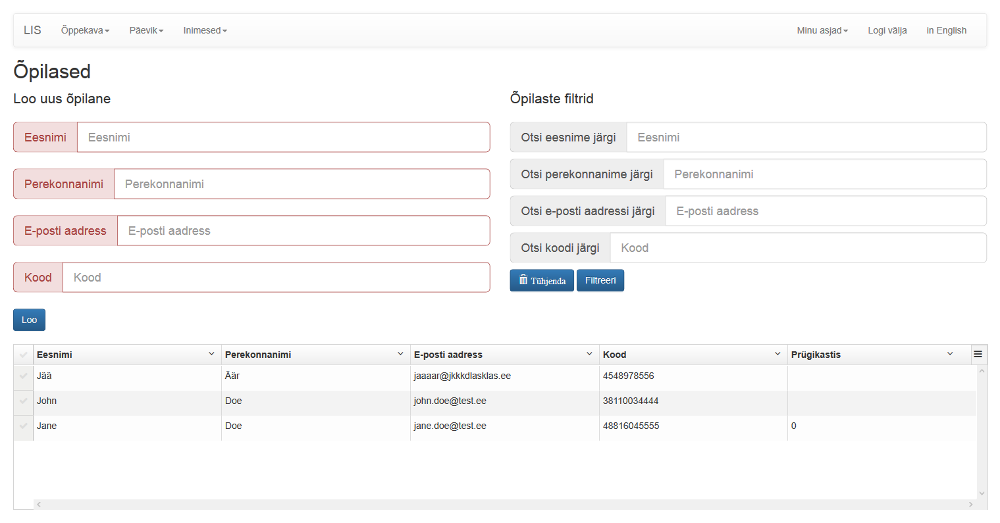 LIS Õppekava Päevik Inimesed Minu asjad Logi välja in English
Õpilased
Loo uus õpilane
Eesnimi Eesnimi
Perekonnanimi Perekonnanimi
E-posti aadress E-posti aadress
Kood Kood
Loo
Õpilaste filtrid
Otsi eesnime järgi Eesnimi
Otsi perekonnanime järgi Perekonnanimi
Otsi e-posti aadressi järgi E-posti aadress
Otsi koodi järgi Kood
Tühjenda Filtreeri
Eesnimi Perekonnanimi E-posti aadress Kood Prügikastis
Jää Äär jaaaar@jkkkdlasklas.ee 4548978556
John Doe john.doe@test.ee 38110034444
Jane Doe jane.doe@test.ee 48816045555 0